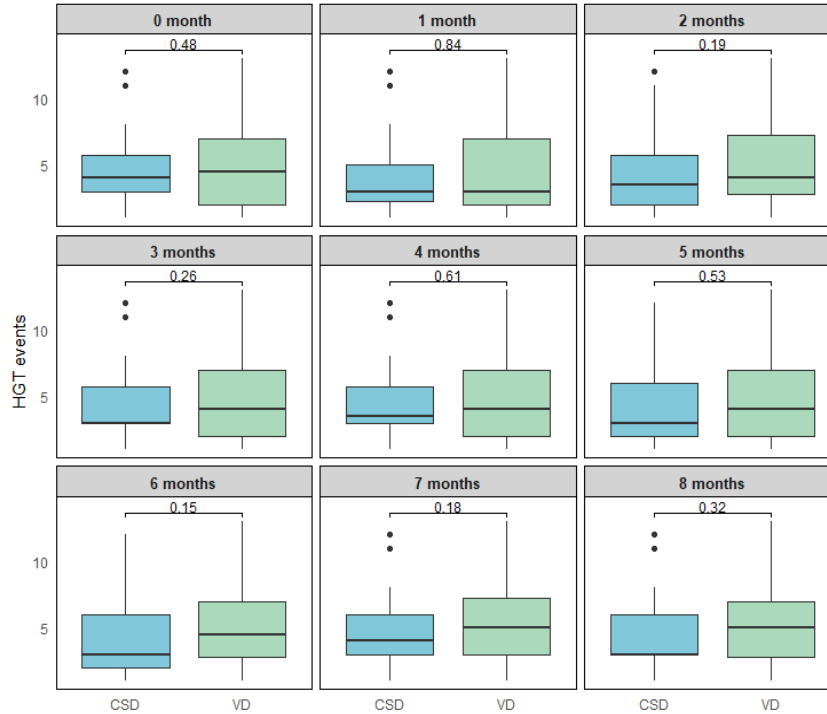 0 month
1 month
2 months
0.48
0.84
0.19
10
5
3 months
4 months
5 months
0.26
0.61
0.53
10
5
HGT events
6 months
7 months
8 months
0.15
0.18
0.32
10
5
CSD
VD
CSD
VD
CSD
VD